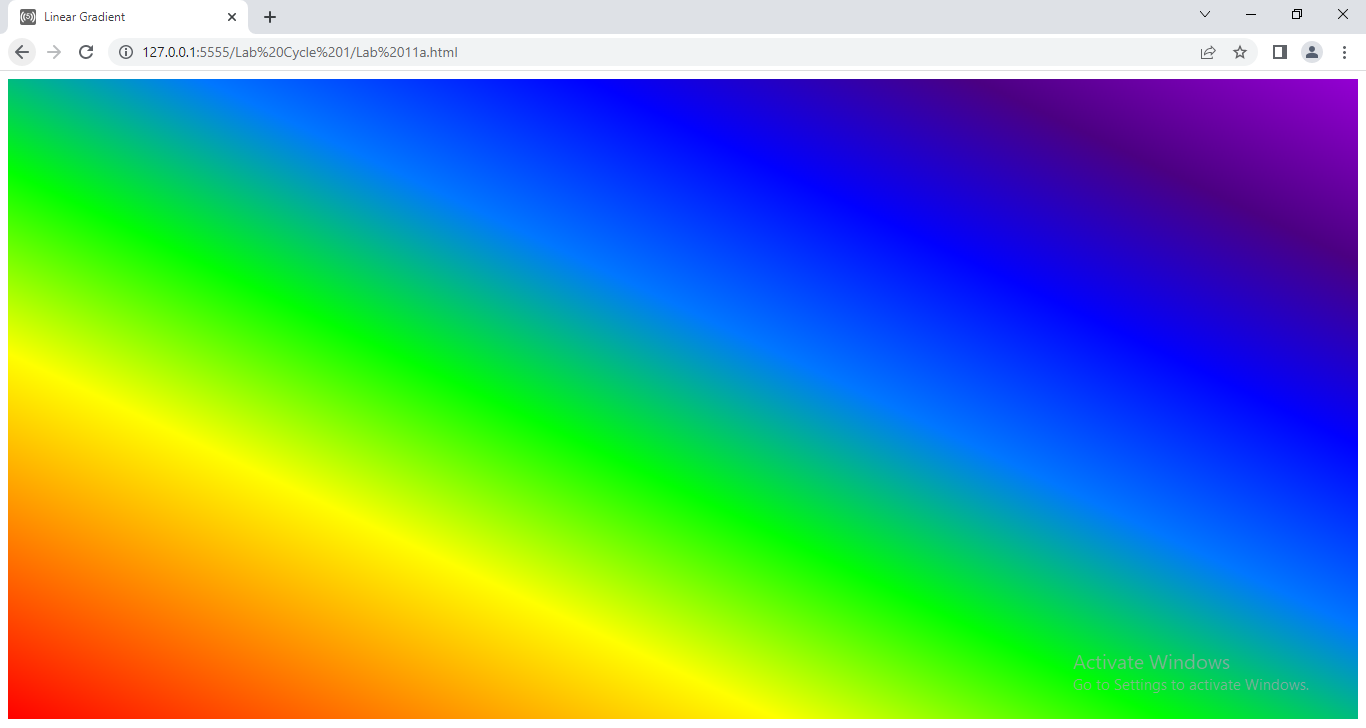 Linear Gradient
127.0.0.1:5555/Lab%20Cycle%201/Lab%2011a.html
Activate Windows
Go to Settings to activate Windows.